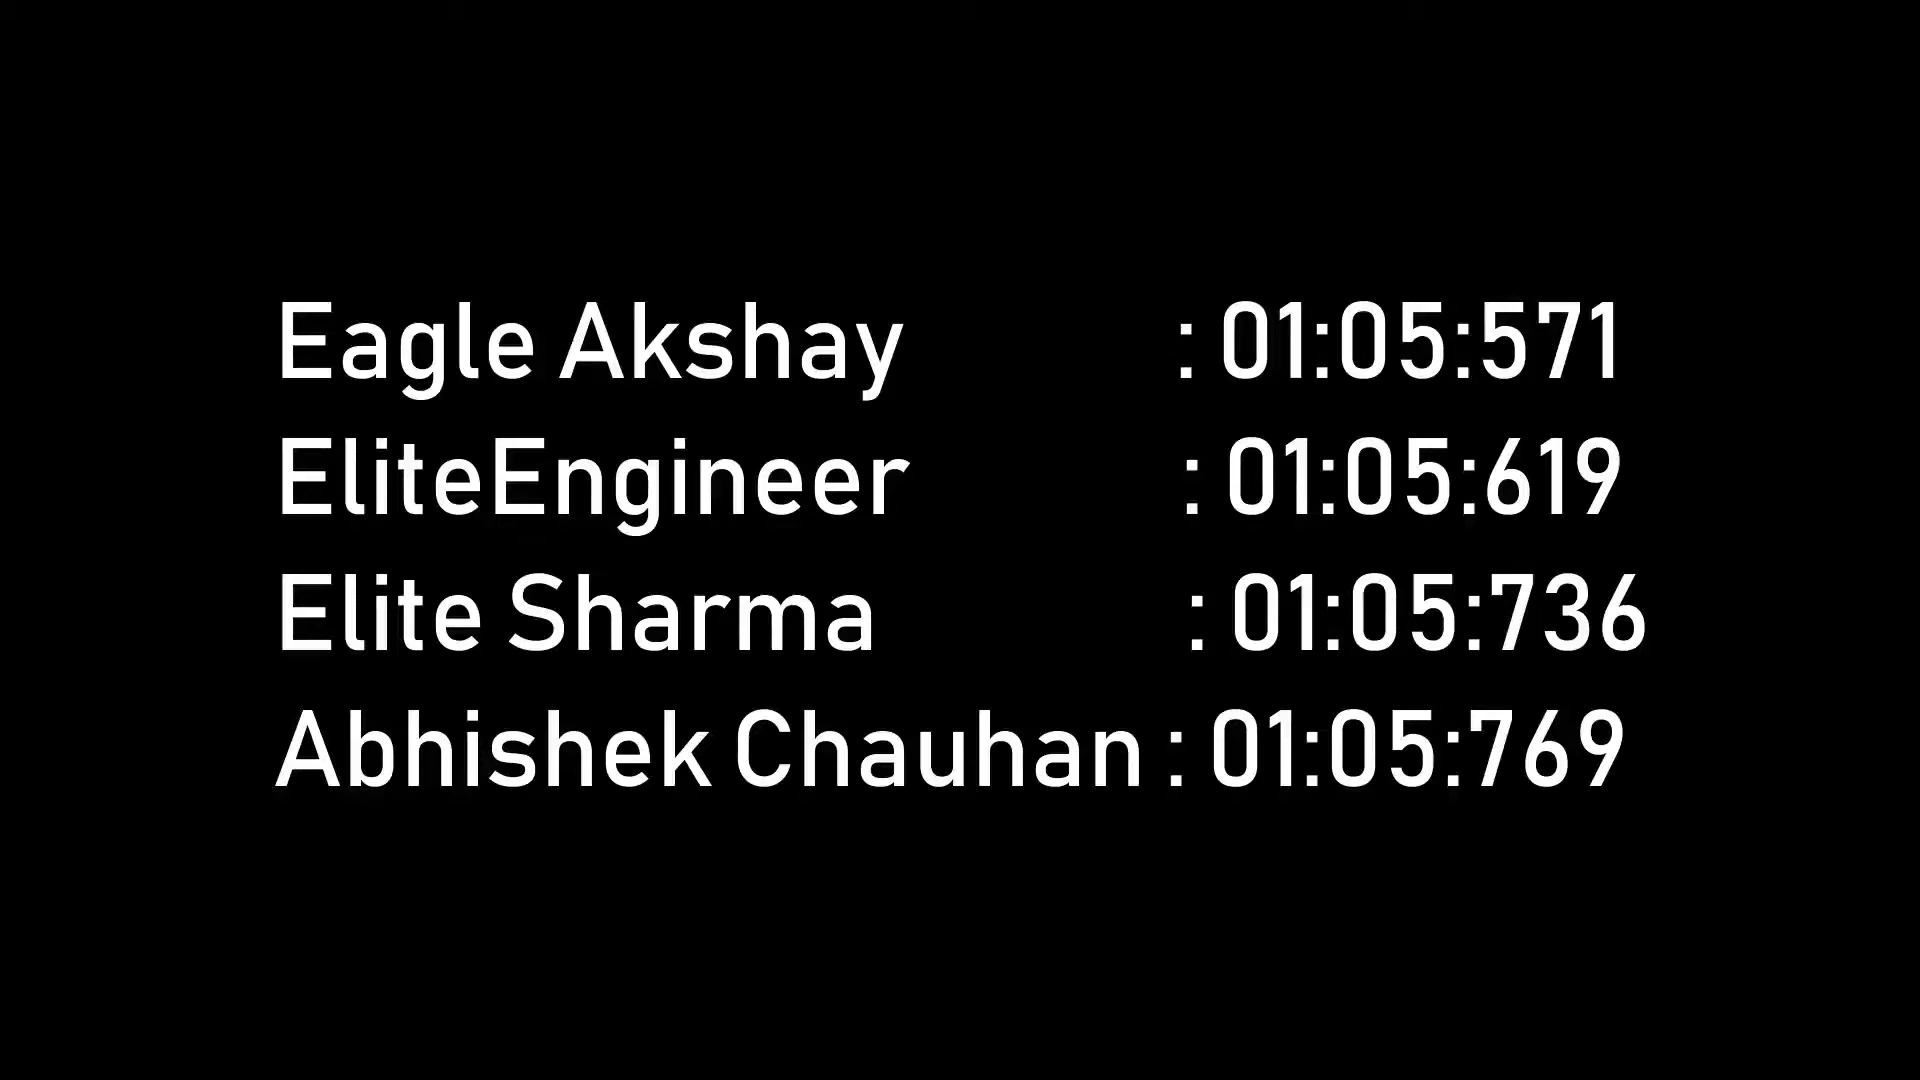 Eagle Akshay : 01:05:571
EliteEngineer : 01:05:619
Elite Sharma : 01:05:736
Abhishek Chauhan : 01:05:769